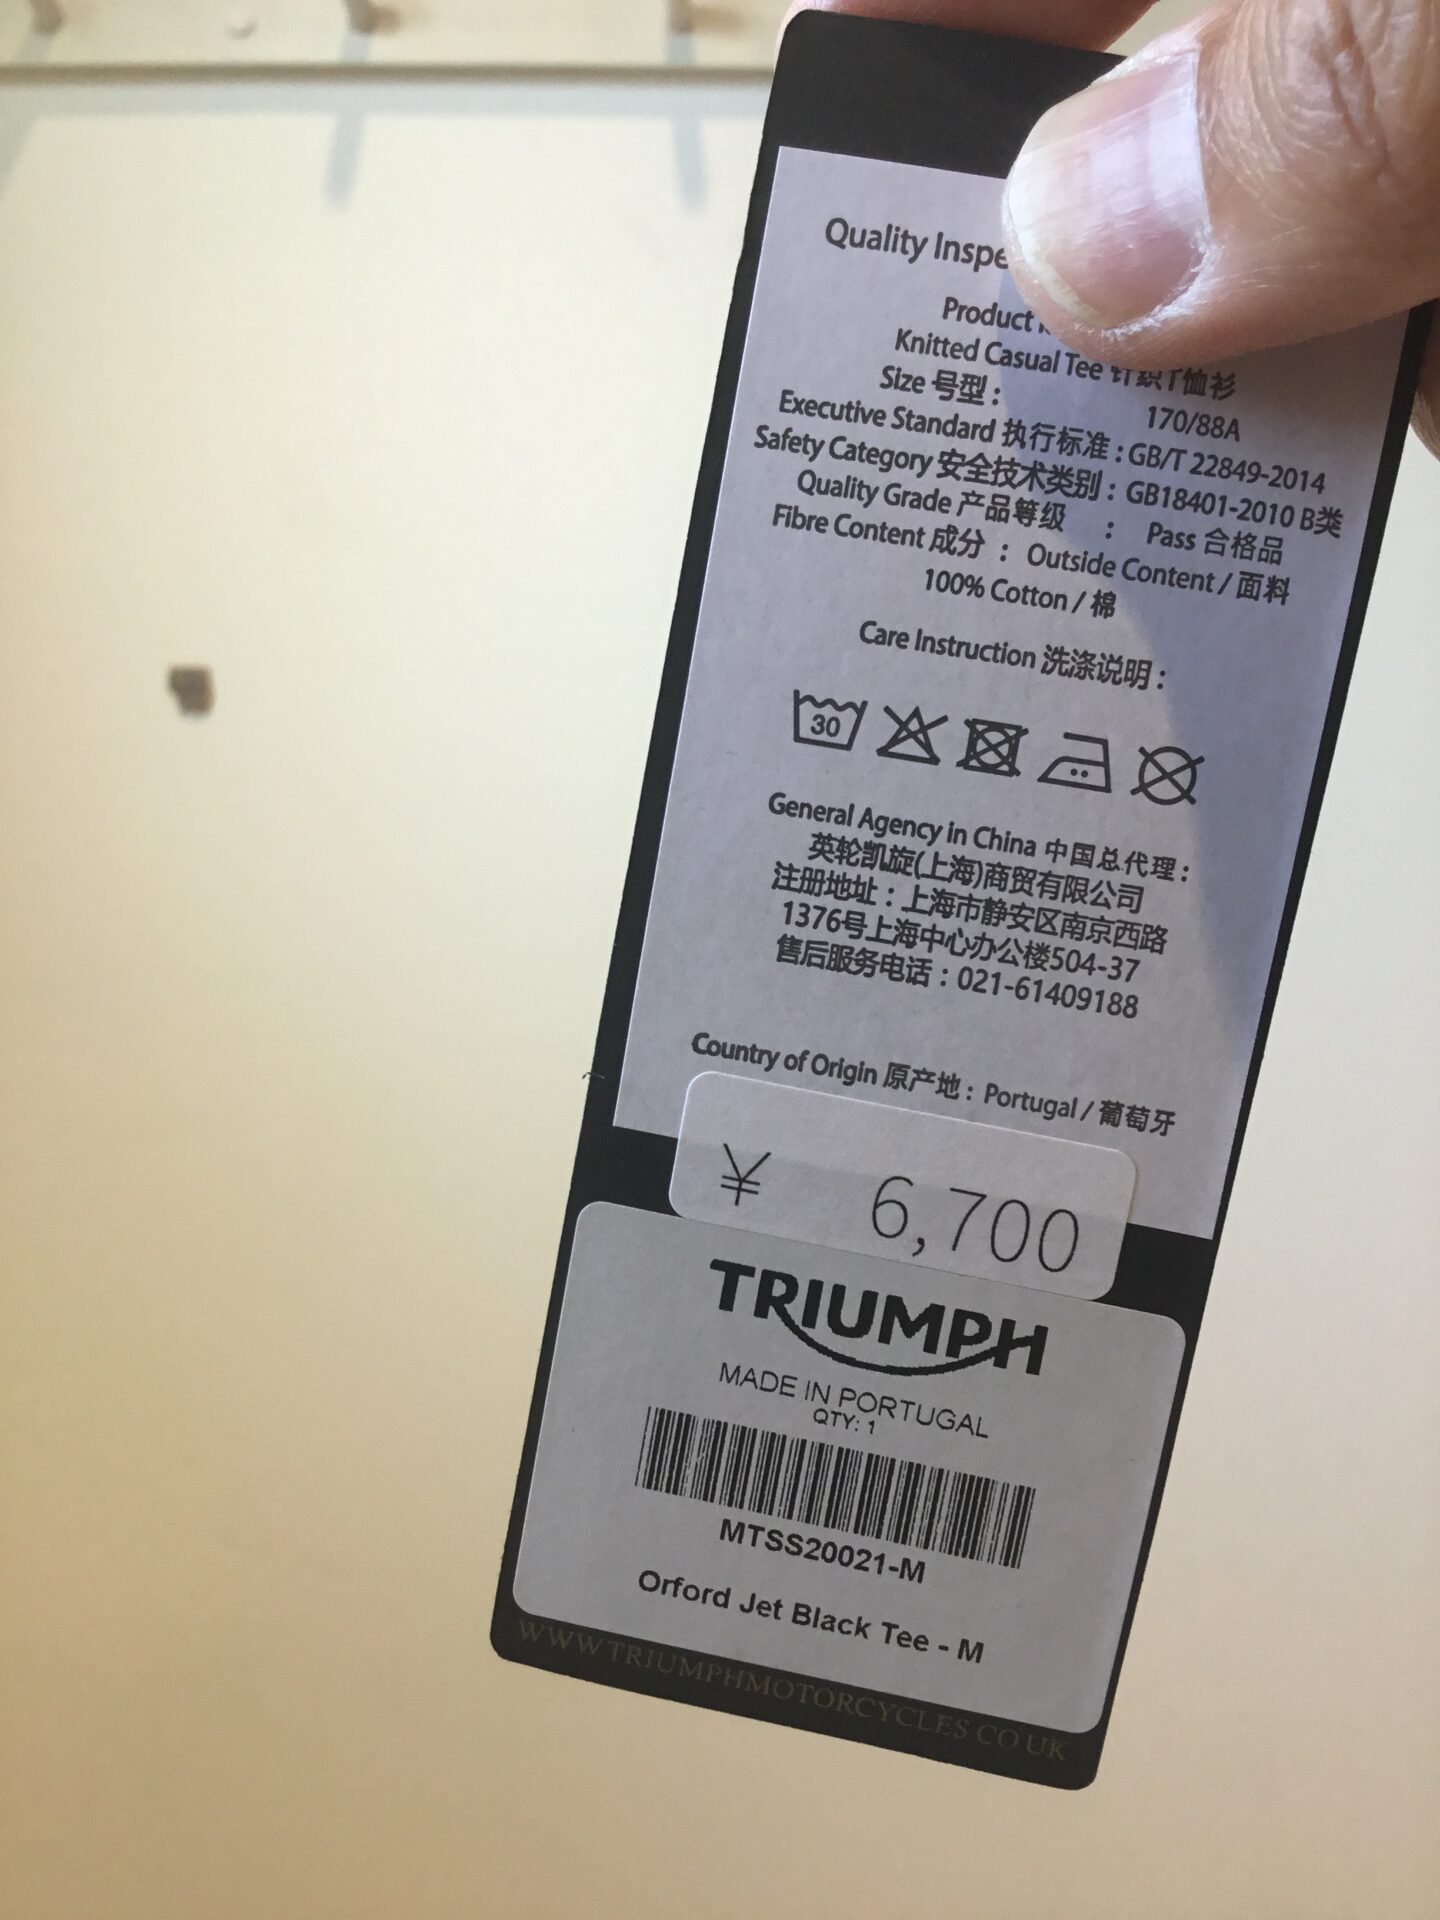 Quality
Product
Knitted Casual Tee 针织T恤衫
Size 号型：
170/88A
Executive Standard 执行标准：GB/T 22849-2014
Safety Category 安全技术类别：GB18401-2010 B类
Quality Grade 产品等级 ： Pass 合格品
Fibre Content 成分 ：Outside Content / 面料
100% Cotton / 棉
Care Instruction 洗涤说明：
30
General Agency in China 中国总代理：
英轮凯旋(上海)商贸有限公司
注册地址：上海市静安区南京西路
1376号上海中心办公楼504-37
售后服务电话：021-61409188
Country of Origin 原产地：Portugal / 葡萄牙
¥ 6,700
TRIUMPH
MADE IN PORTUGAL
QTY: 1
MTSS20021-M
Orford Jet Black Tee - M
WWW.TRIUMPHMOTORCYCLES.CO.UK